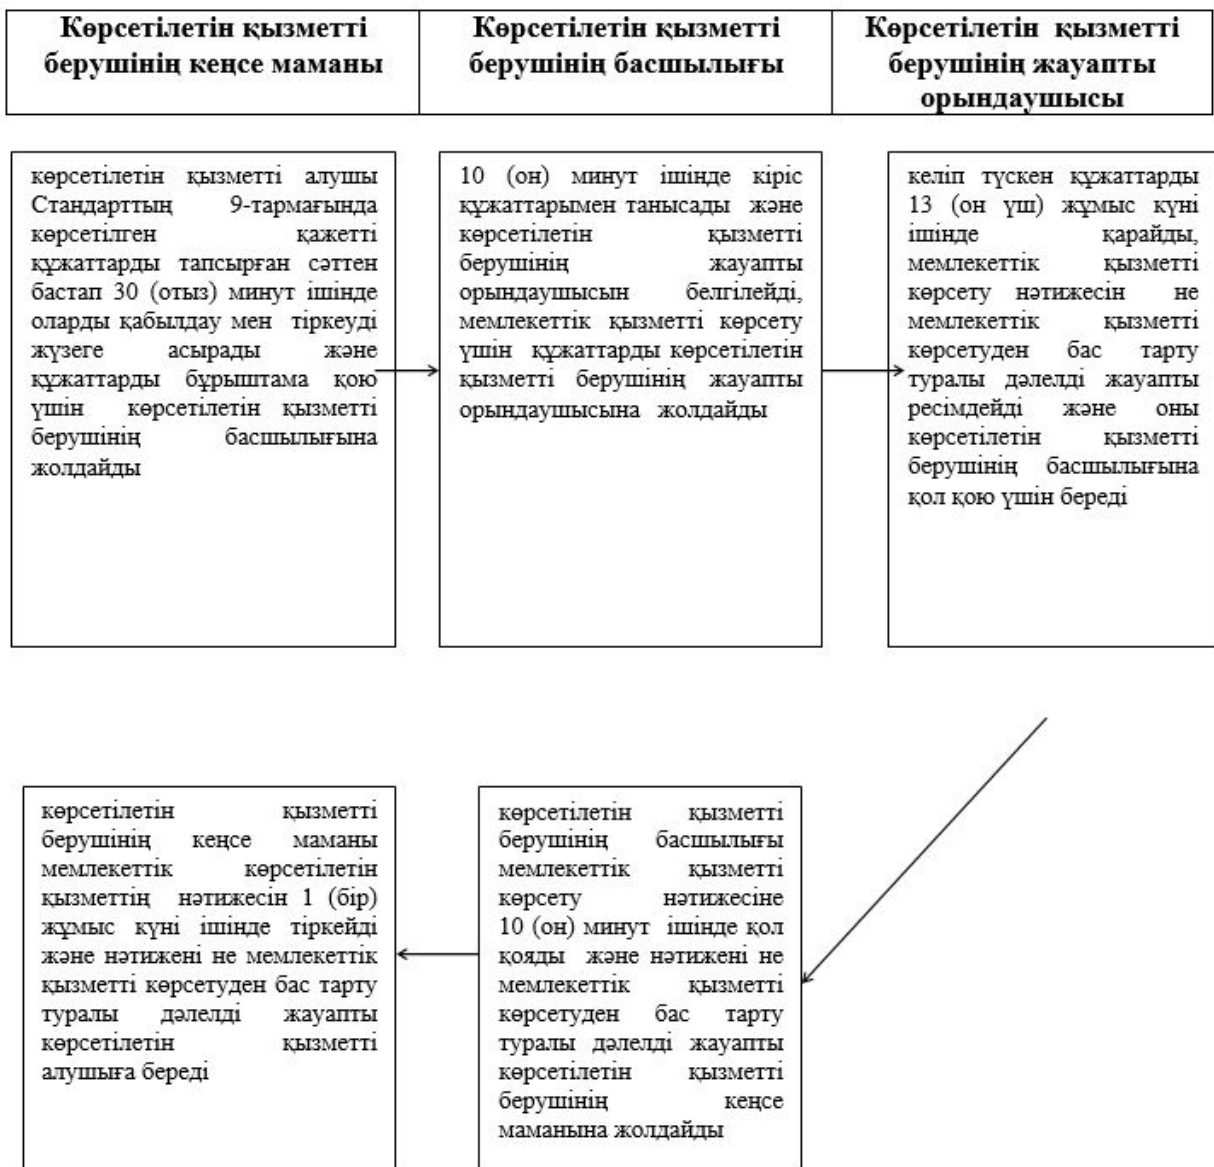 Көрсетілетін қызметті
берушінің кеңсе маманы
Көрсетілетін қызметті
берушінің басшылығы
Көрсетілетін қызметті
берушінің жауапты
орындаушысы
көрсетілетін қызметті алушы
Стандарттың 9-тармағында
көрсетілген қажетті
құжаттарды тапсырған сәттен
бастап 30 (отыз) минут ішінде
оларды қабылдау мен тіркеуді
жүзеге асырады және
құжаттарды бұрыштама қою
үшін көрсетілетін қызметті
берушінің басшылығына
жолдайды
10 (он) минут ішінде кіріс
құжаттарымен танысады және
көрсетілетін қызметті
берушінің жауапты
орындаушысын белгілейді,
мемлекеттік қызметті көрсету
үшін құжаттарды көрсетілетін
қызметті берушінің жауапты
орындаушысына жолдайды
келіп түскен құжаттарды
13 (он үш) жұмыс күні
ішінде қарайды,
мемлекеттік қызметті
көрсету нәтижесін не
мемлекеттік қызметті
көрсетуден бас тарту
туралы дәлелді жауапты
ресімдейді және оны
көрсетілетін қызметті
берушінің басшылығына
қол қою үшін береді
көрсетілетін қызметті
берушінің кеңсе маманы
мемлекеттік көрсетілетін
қызметтің нәтижесін 1 (бір)
жұмыс күні ішінде тіркейді
және нәтижені не мемлекеттік
қызметті көрсетуден бас тарту
туралы дәлелді жауапты
көрсетілетін қызметті
алушыға береді
көрсетілетін қызметті
берушінің басшылығы
мемлекеттік қызметті
көрсету нәтижесіне
10 (он) минут ішінде қол
қояды және нәтижені не
мемлекеттік қызметті
көрсетуден бас тарту
туралы дәлелді жауапты
көрсетілетін қызметті
берушінің кеңсе
маманына жолдайды